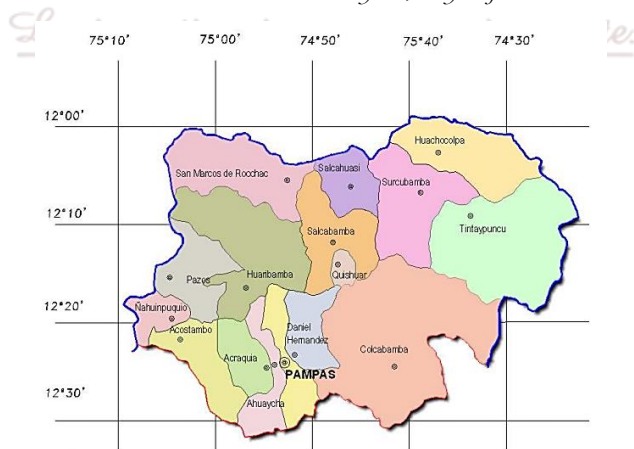 75°10' 75°00' 74°50' 75°40' 74°30'
12°00'
Huachocolpa
San Marcos de Rocchac
Salcahuasi
Surcubamba
12°10'
Tintaypuncu
Salcabamba
Quishuar
Pazos
Huaribamba
12°20'
Ñahuinpuquio
Acostambo
Daniel
Hernandez
Acraquia
Colcabamba
PAMPAS
12°30'
Ahuaycha